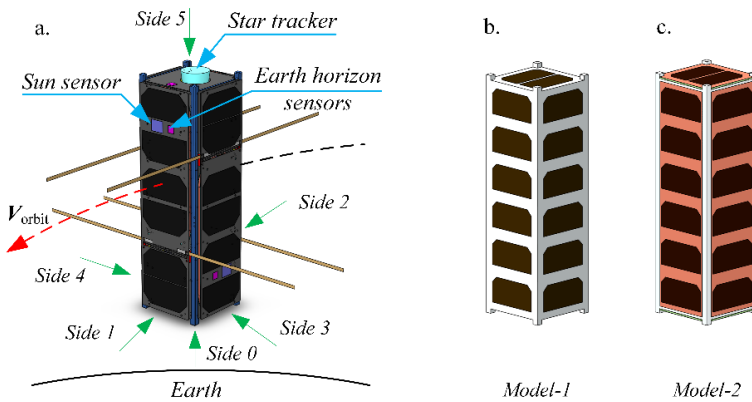 a.
Side 5
Star tracker
Sun sensor
Earth horizon
sensors
Side 2
Vorbit
Side 4
Side 1
Side 3
Side 0
Earth
b.
Model-1
c.
Model-2